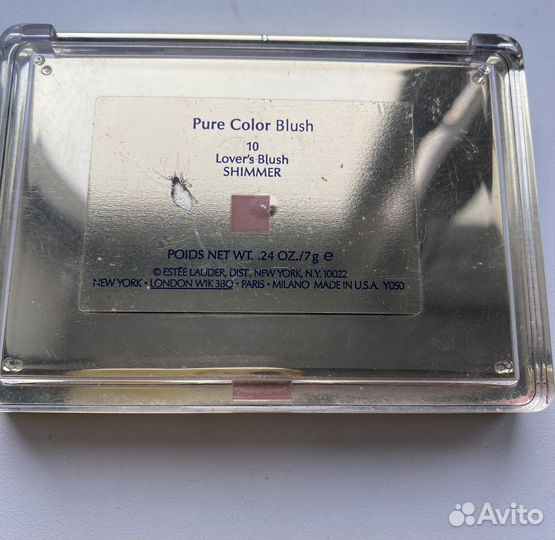 Pure Color Blush
10
Lover's Blush
SHIMMER
POIDS NET WT. .24 OZ./7g ℮
© ESTĒE LAUDER, DIST., NEW YORK, N.Y. 10022
NEW YORK · LONDON W1K 3BQ · PARIS · MILANO MADE IN U.S.A. Y050
Avito